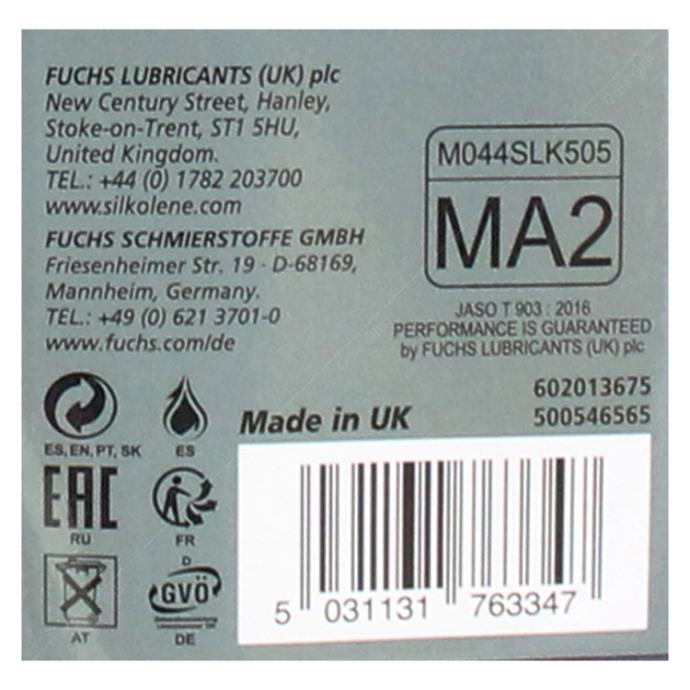 FUCHS LUBRICANTS (UK) plc
New Century Street, Hanley,
Stoke-on-Trent, ST1 5HU,
United Kingdom.
TEL.: +44 (0) 1782 203700
www.silkolene.com
FUCHS SCHMIERSTOFFE GMBH
Friesenheimer Str. 19 · D-68169,
Mannheim, Germany.
TEL.: +49 (0) 621 3701-0
www.fuchs.com/de
M044SLK505
MA2
JASO T 903 : 2016
PERFORMANCE IS GUARANTEED
by FUCHS LUBRICANTS (UK) plc
602013675
500546565
Made in UK
ES, EN, PT, SK
ES
EAC
RU
FR
AT
D
GVÖ
DE
5 031131 763347